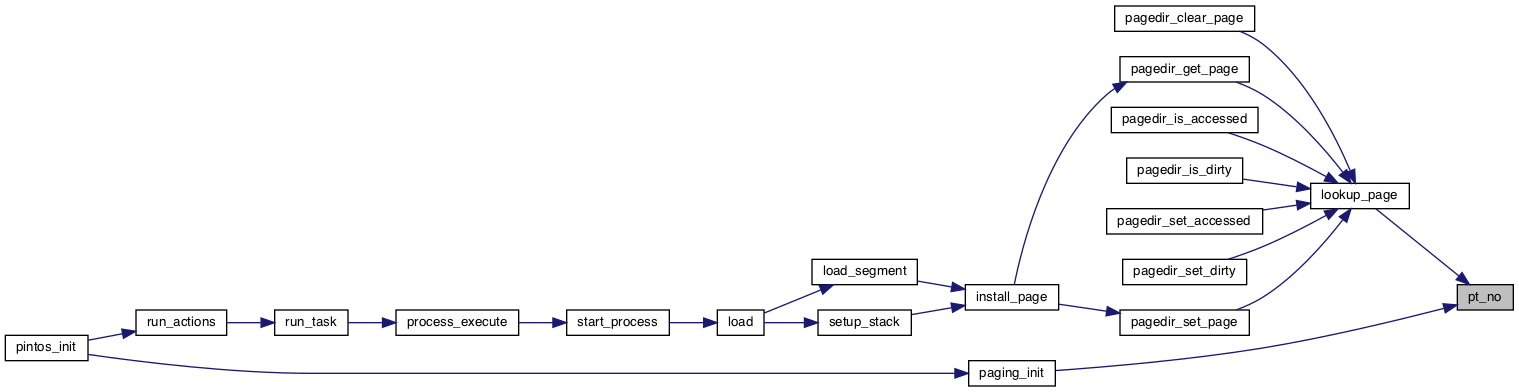 pagedir_clear_page
pagedir_get_page
pagedir_is_accessed
pagedir_is_dirty
lookup_page
pagedir_set_accessed
pagedir_set_dirty
load_segment
install_page
pt_no
run_actions
run_task
process_execute
start_process
load
setup_stack
pagedir_set_page
pintos_init
paging_init